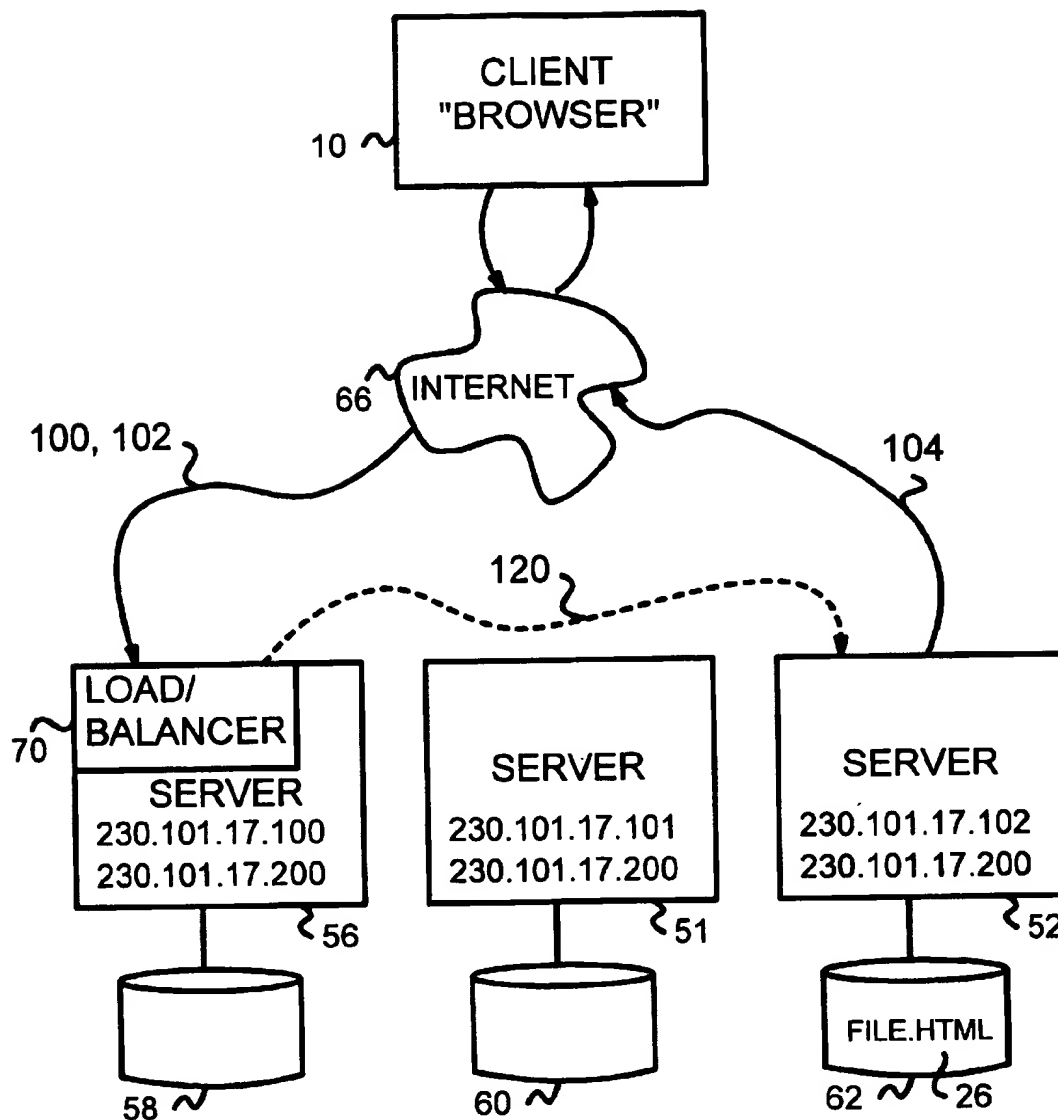 CLIENT
"BROWSER"
10
INTERNET
66
100, 102
104
120
LOAD/
BALANCER
70
SERVER
230.101.17.100
230.101.17.200
56
SERVER
230.101.17.101
230.101.17.200
51
SERVER
230.101.17.102
230.101.17.200
52
58
60
FILE.HTML
62
26